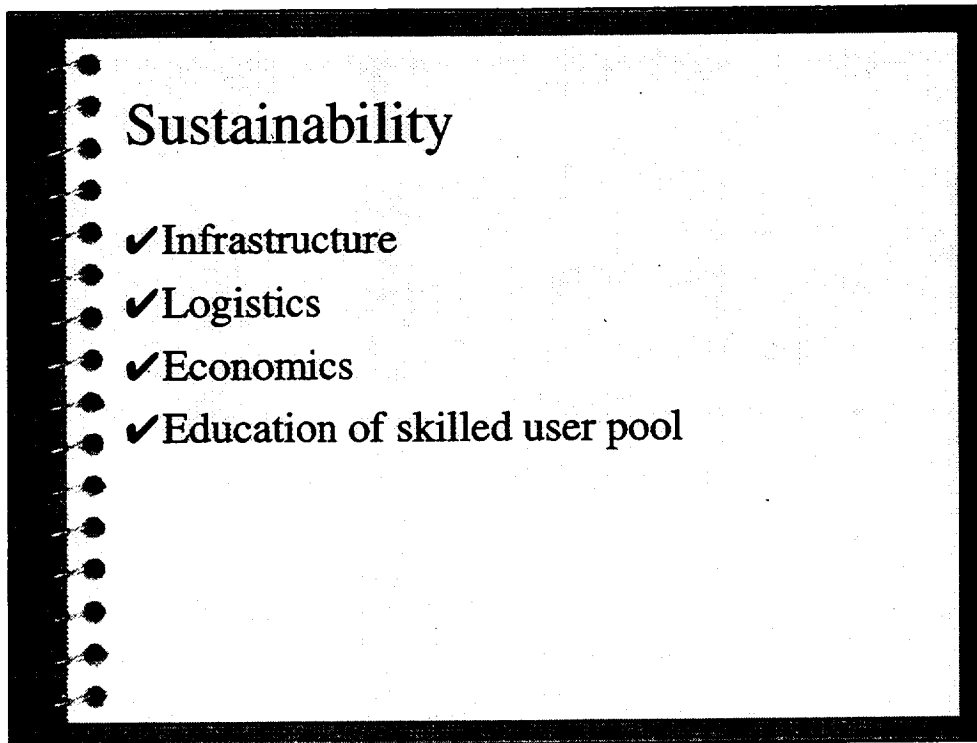 Sustainability
✔Infrastructure
✔Logistics
✔Economics
✔Education of skilled user pool